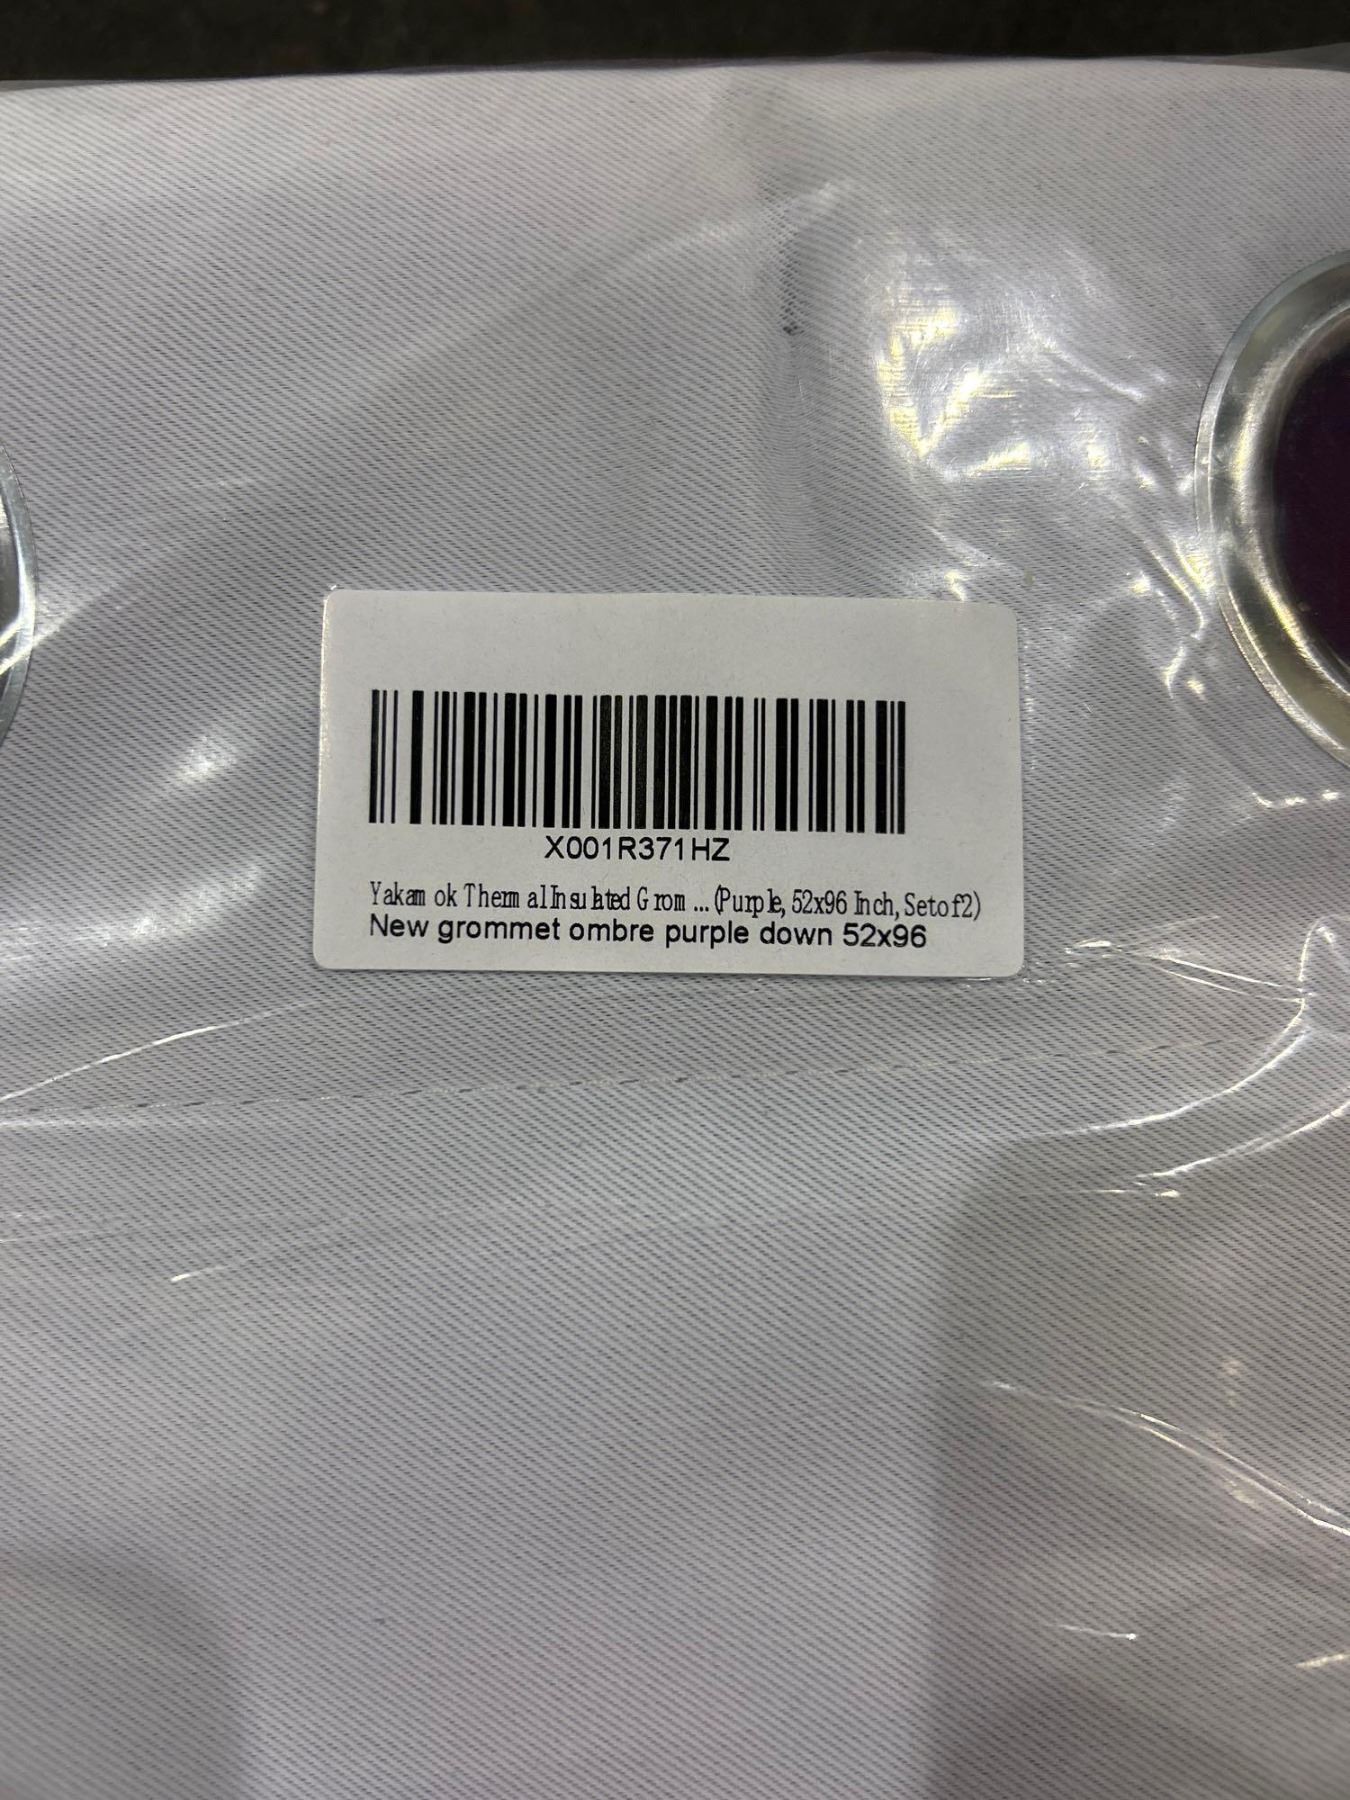 X001R371HZ
Yakamok Thermal Insulated Grom ... (Purple, 52x96 Inch, Set of 2)
New grommet ombre purple down 52x96